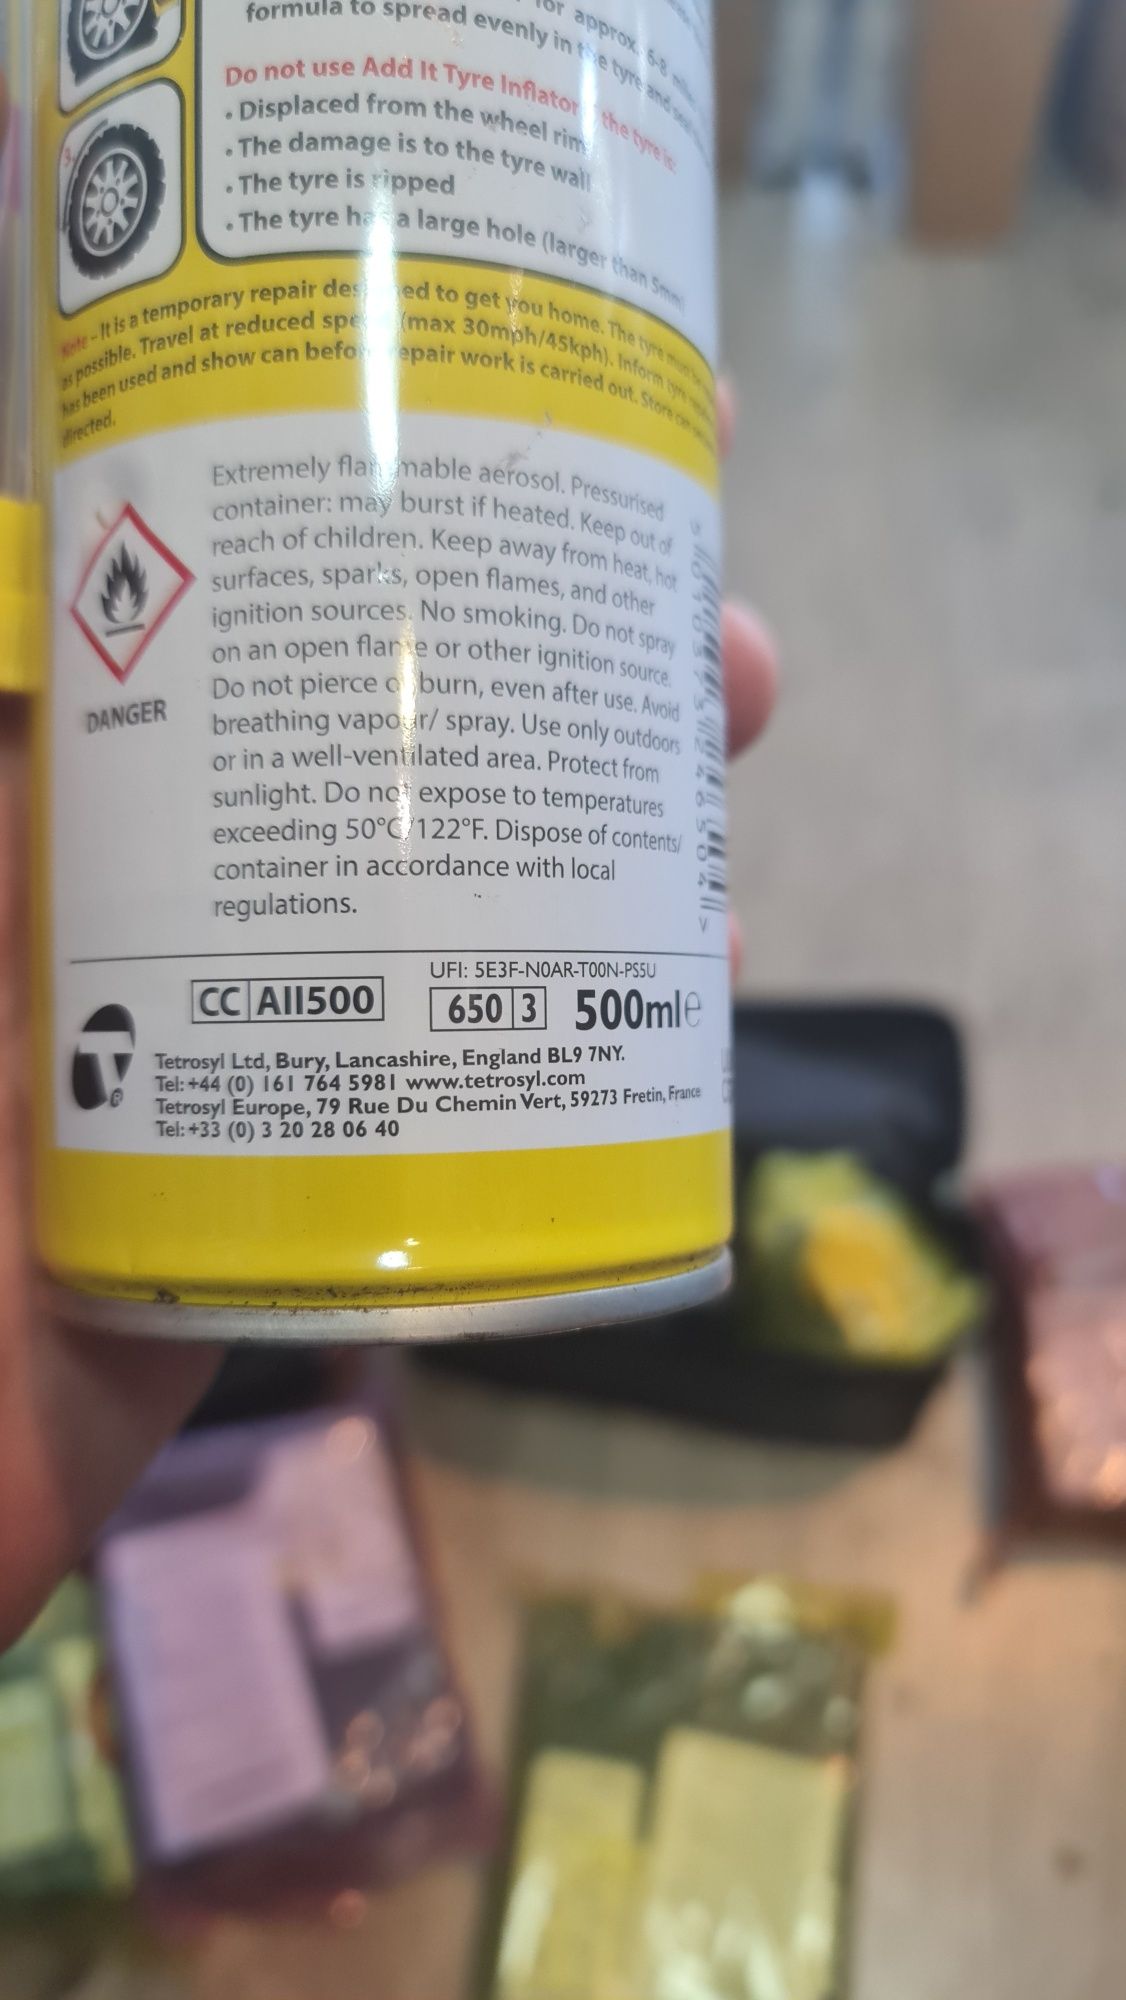 for approx. 6-8 miles
formula to spread evenly in the tyre and seal
Do not use Add It Tyre Inflator the tyre is:
• Displaced from the wheel rim
• The damage is to the tyre wall
• The tyre is ripped
• The tyre has a large hole (larger than 5mm)
3.
Note - It is a temporary repair designed to get you home. The tyre must be
as possible. Travel at reduced speed (max 30mph/45kph). Inform tyre
has been used and show can before repair work is carried out. Store can
directed.
Extremely flammable aerosol. Pressurised
container: may burst if heated. Keep out of
reach of children. Keep away from heat, hot
surfaces, sparks, open flames, and other
ignition sources. No smoking. Do not spray
on an open flame or other ignition source.
Do not pierce or burn, even after use. Avoid
breathing vapour/ spray. Use only outdoors
or in a well-ventilated area. Protect from
sunlight. Do not expose to temperatures
exceeding 50°C/122°F. Dispose of contents/
container in accordance with local
regulations.
DANGER
UFI: 5E3F-N0AR-T00N-PS5U
CC AII500
650 3 500ml e
T ®
Tetrosyl Ltd, Bury, Lancashire, England BL9 7NY.
Tel: +44 (0) 161 764 5981 www.tetrosyl.com
Tetrosyl Europe, 79 Rue Du Chemin Vert, 59273 Fretin, France
Tel: +33 (0) 3 20 28 06 40